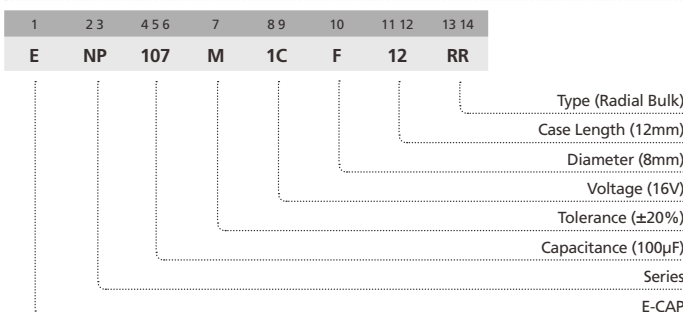 1 2 3 4 5 6 7 8 9 10 11 12 13 14
E NP 107 M 1C F 12 RR
Type (Radial Bulk)
Case Length (12mm)
Diameter (8mm)
Voltage (16V)
Tolerance (±20%)
Capacitance (100µF)
Series
E-CAP